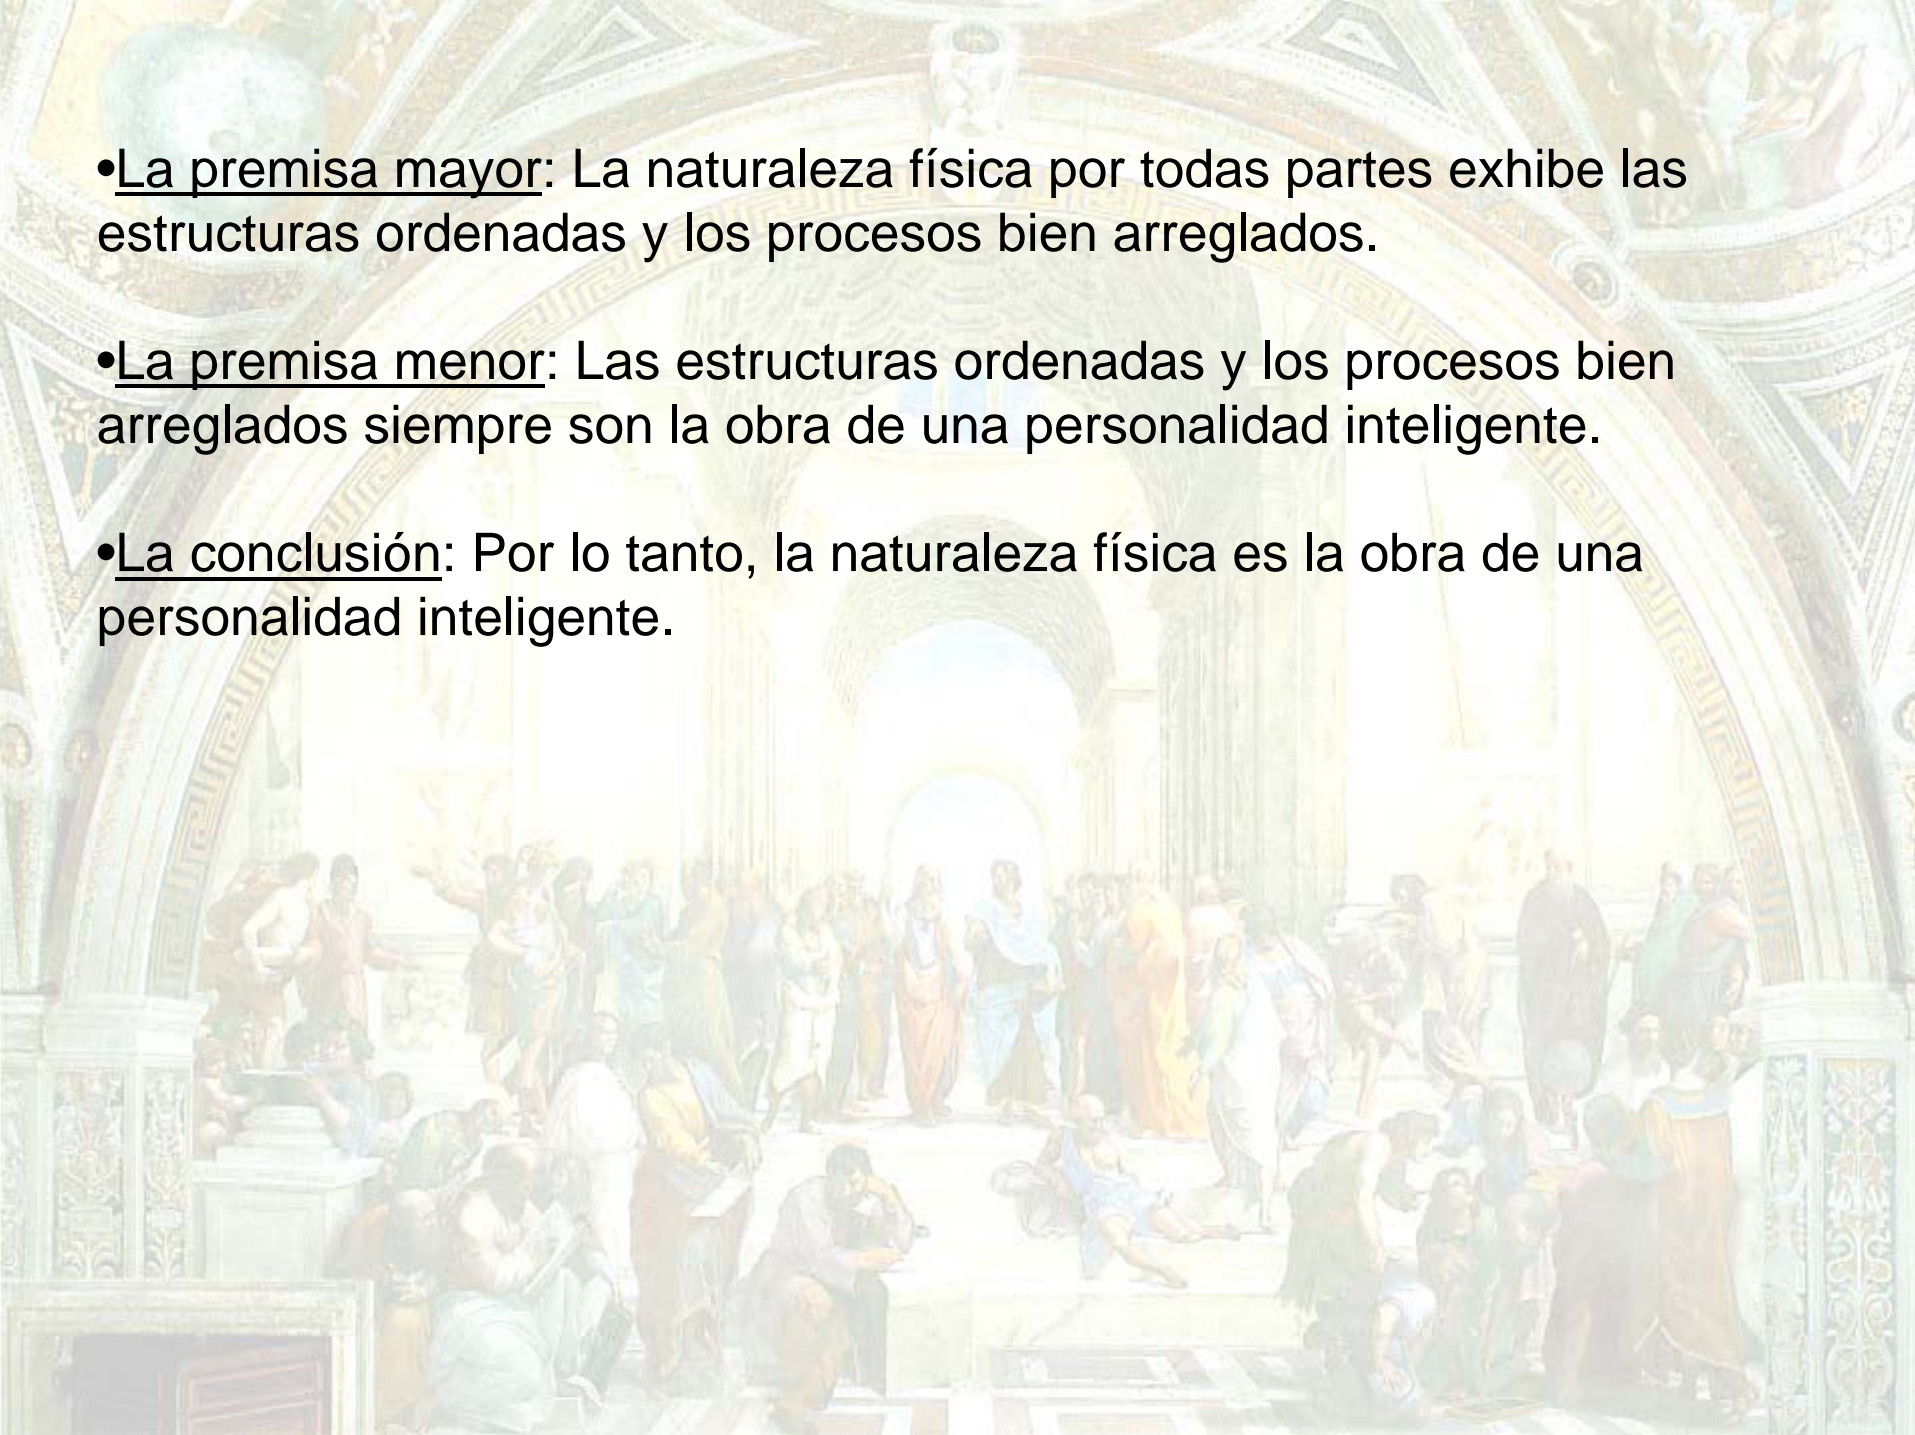 •La premisa mayor: La naturaleza física por todas partes exhibe las
estructuras ordenadas y los procesos bien arreglados.
•La premisa menor: Las estructuras ordenadas y los procesos bien
arreglados siempre son la obra de una personalidad inteligente.
•La conclusión: Por lo tanto, la naturaleza física es la obra de una
personalidad inteligente.